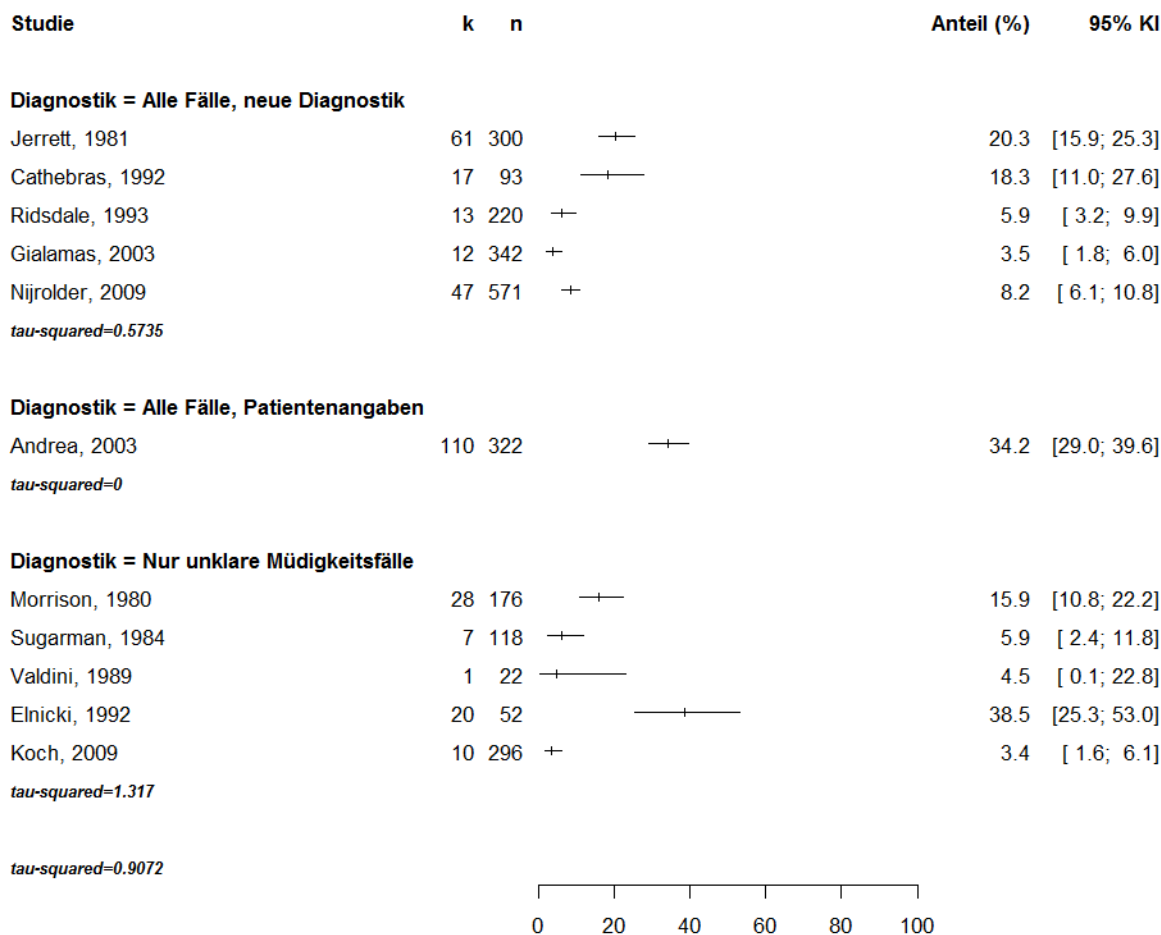 Studie k n Anteil (%) 95% KI
Diagnostik = Alle Fälle, neue Diagnostik
Jerrett, 1981 61 300 20.3 [15.9; 25.3]
Cathebras, 1992 17 93 18.3 [11.0; 27.6]
Ridsdale, 1993 13 220 5.9 [ 3.2; 9.9]
Gialamas, 2003 12 342 3.5 [ 1.8; 6.0]
Nijrolder, 2009 47 571 8.2 [ 6.1; 10.8]
tau-squared=0.5735
Diagnostik = Alle Fälle, Patientenangaben
Andrea, 2003 110 322 34.2 [29.0; 39.6]
tau-squared=0
Diagnostik = Nur unklare Müdigkeitsfälle
Morrison, 1980 28 176 15.9 [10.8; 22.2]
Sugarman, 1984 7 118 5.9 [ 2.4; 11.8]
Valdini, 1989 1 22 4.5 [ 0.1; 22.8]
Elnicki, 1992 20 52 38.5 [25.3; 53.0]
Koch, 2009 10 296 3.4 [ 1.6; 6.1]
tau-squared=1.317
tau-squared=0.9072
0 20 40 60 80 100